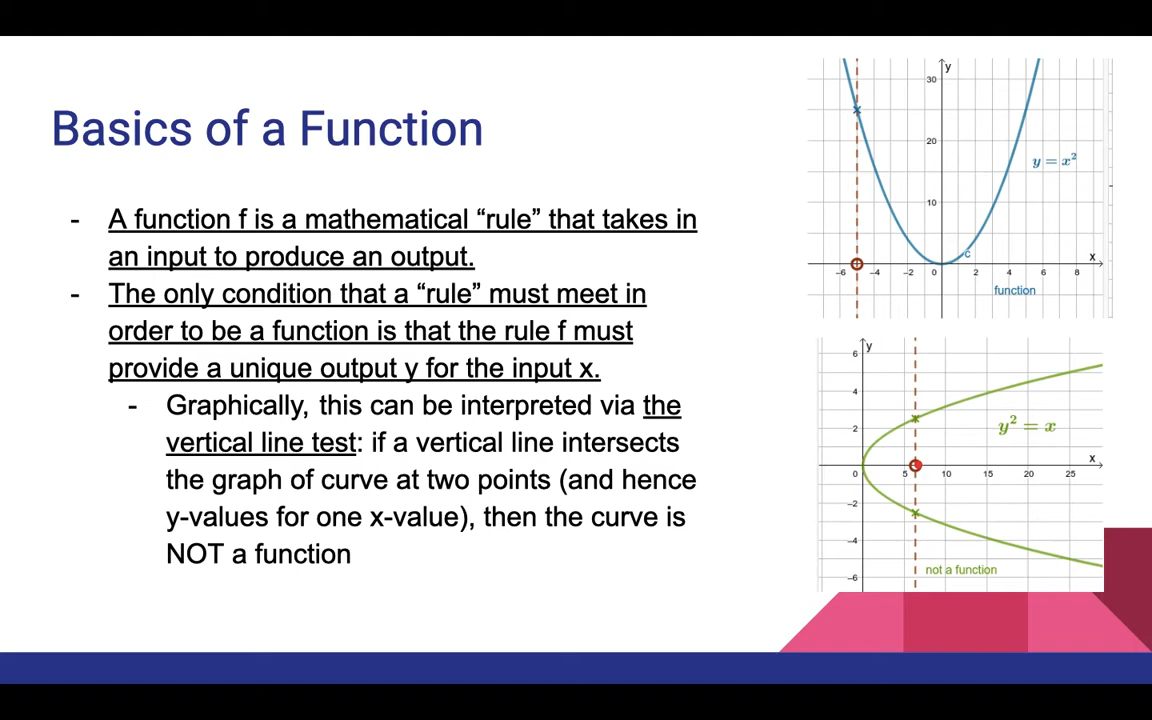 Basics of a Function
- A function f is a mathematical “rule” that takes in
an input to produce an output.
- The only condition that a “rule” must meet in
order to be a function is that the rule f must
provide a unique output y for the input x.
- Graphically, this can be interpreted via the
vertical line test: if a vertical line intersects
the graph of curve at two points (and hence
y-values for one x-value), then the curve is
NOT a function
y
30
20
y = x²
10
c
x
−6 −4 −2 0 2 4 6 8
function
y
6
4
y² = x
2
x
0 5 10 15 20 25
−2
−4
not a function
−6